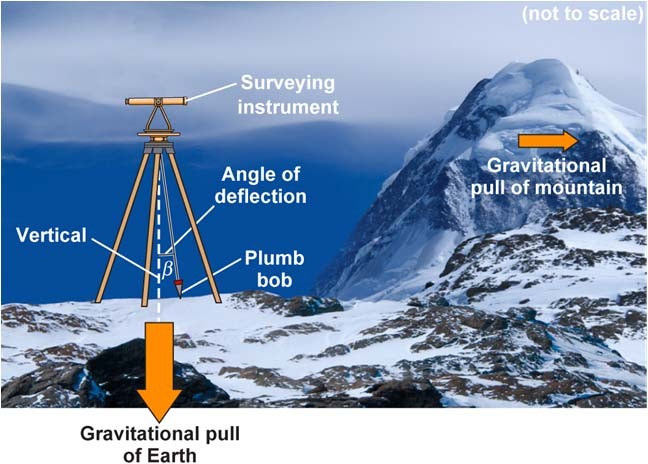 (not to scale)
Surveying
instrument
Gravitational
pull of mountain
Angle of
deflection
Vertical
β
Plumb
bob
Gravitational pull
of Earth